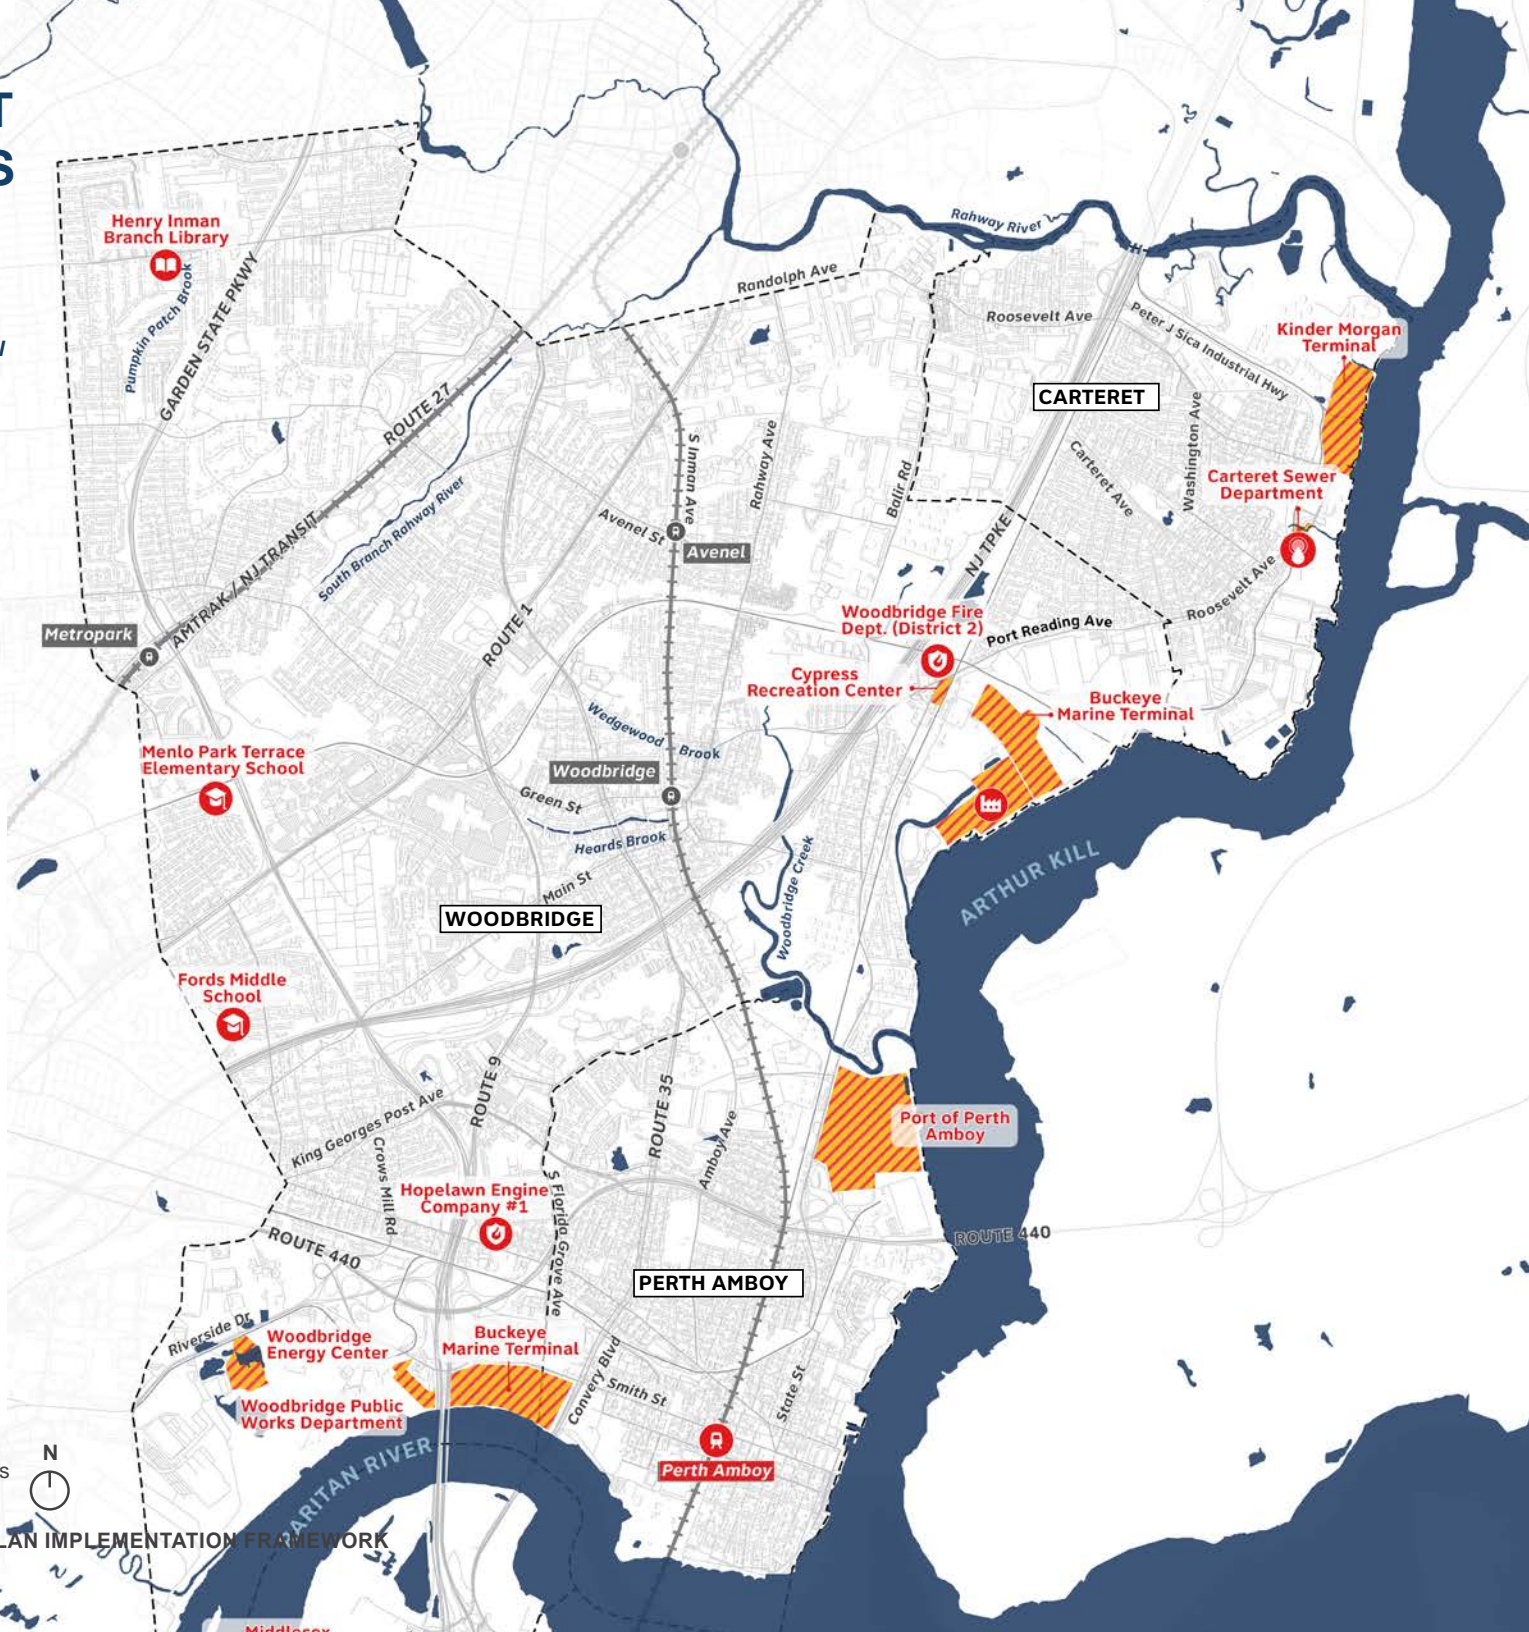 T
S
Henry Inman
Branch Library
Pumpkin Patch Brook
GARDEN STATE PKWY
Rahway River
Randolph Ave
Roosevelt Ave
Peter J Sica Industrial Hwy
Kinder Morgan
Terminal
CARTERET
ROUTE 27
Washington Ave
Carteret Ave
S Inman Ave
Rahway Ave
Balir Rd
Carteret Sewer
Department
South Branch Rahway River
Avenel St
Avenel
NJ TPKE
AMTRAK / NJ TRANSIT
Roosevelt Ave
Metropark
ROUTE 1
Woodbridge Fire
Dept. (District 2)
Port Reading Ave
Cypress
Recreation Center
Buckeye
Marine Terminal
Wedgewood Brook
Menlo Park Terrace
Elementary School
Woodbridge
Green St
Heards Brook
Main St
Woodbridge Creek
ARTHUR KILL
WOODBRIDGE
Fords Middle
School
ROUTE 9
ROUTE 35
King Georges Post Ave
Amboy Ave
Port of Perth
Amboy
Crows Mill Rd
Hopelawn Engine
Company #1
S Florida Grove Ave
ROUTE 440
ROUTE 440
PERTH AMBOY
Riverside Dr
Woodbridge
Energy Center
Buckeye
Marine Terminal
Convery Blvd
Smith St
State St
Woodbridge Public
Works Department
RARITAN RIVER
Perth Amboy
N
S
LAN IMPLEMENTATION FRAMEWORK
Middlesex